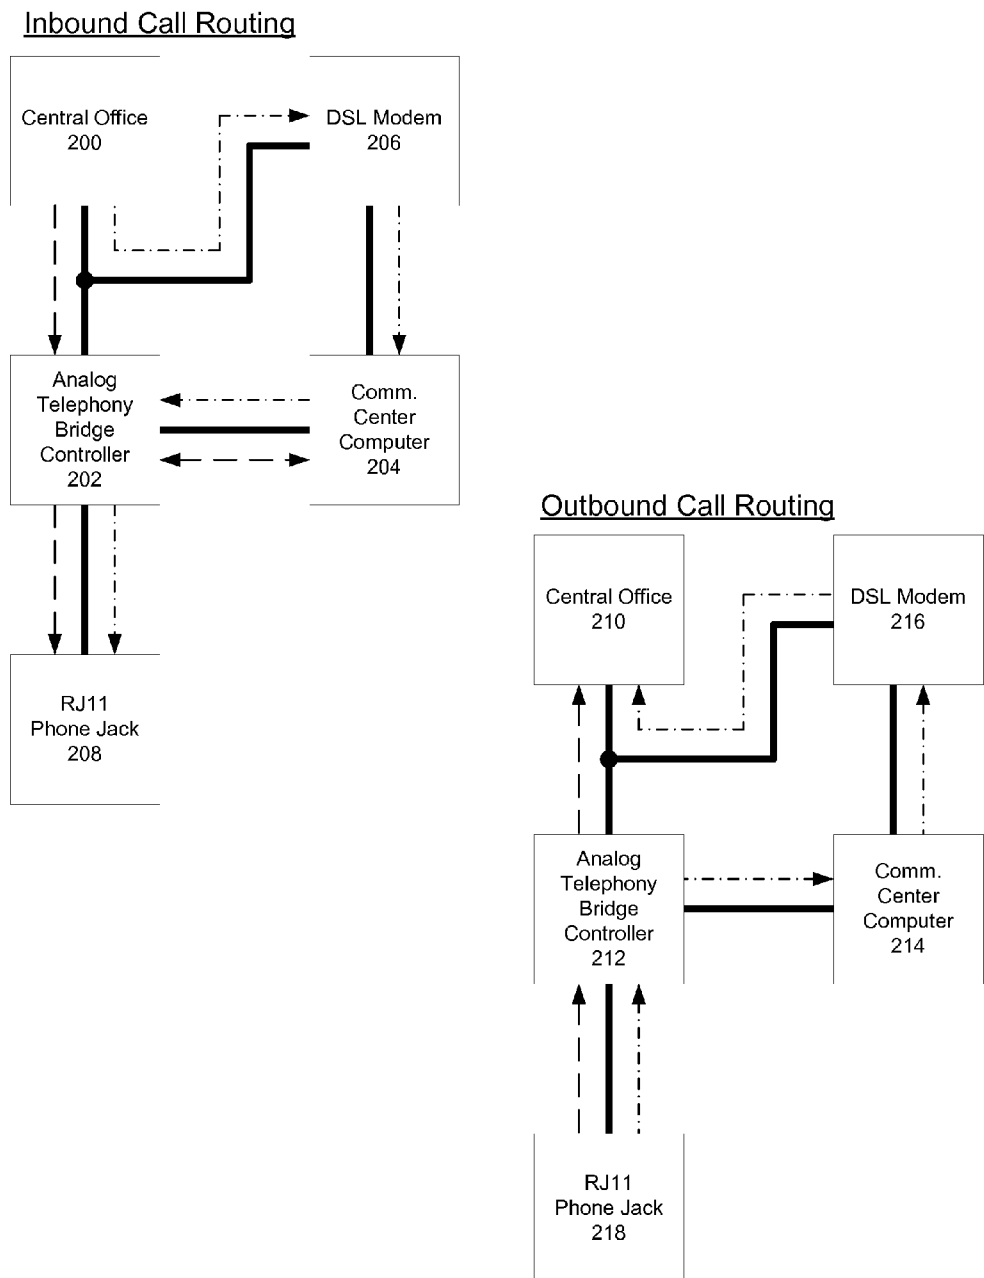 Inbound Call Routing
Central Office
200
DSL Modem
206
Analog
Telephony
Bridge
Controller
202
Comm.
Center
Computer
204
RJ11
Phone Jack
208
Outbound Call Routing
Central Office
210
DSL Modem
216
Analog
Telephony
Bridge
Controller
212
Comm.
Center
Computer
214
RJ11
Phone Jack
218